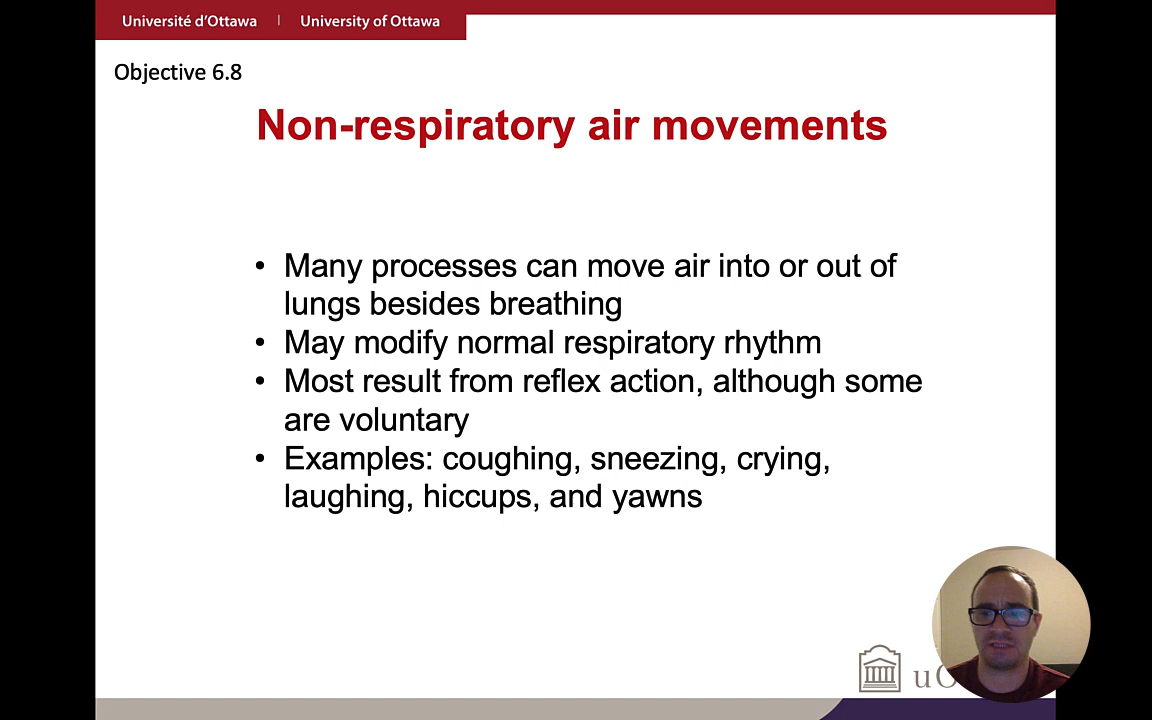 Université d'Ottawa | University of Ottawa
Objective 6.8
Non-respiratory air movements
• Many processes can move air into or out of
lungs besides breathing
• May modify normal respiratory rhythm
• Most result from reflex action, although some
are voluntary
• Examples: coughing, sneezing, crying,
laughing, hiccups, and yawns